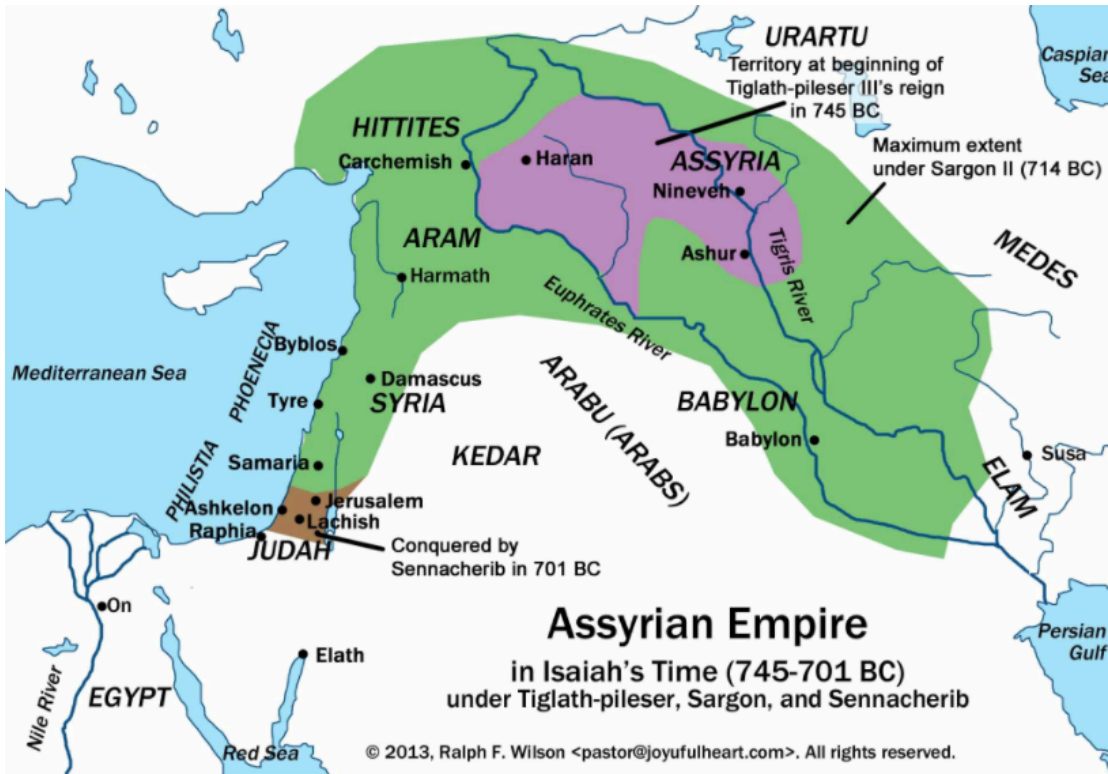 URARTU
Territory at beginning of
Tiglath-pileser III's reign
in 745 BC
Caspian
Sea
HITTITES
Carchemish
Haran
ASSYRIA
Nineveh
Maximum extent
under Sargon II (714 BC)
ARAM
Harmath
Ashur
Tigris River
MEDES
Euphrates River
Mediterranean Sea
PHOENECIA
Byblos
Damascus
Tyre
SYRIA
ARABU (ARABS)
BABYLON
Babylon
KEDAR
Samaria
PHILISTIA
Susa
ELAM
Jerusalem
Ashkelon
Lachish
Raphia
JUDAH
Conquered by
Sennacherib in 701 BC
On
Elath
Nile River
EGYPT
Red Sea
Persian
Gulf
Assyrian Empire
in Isaiah's Time (745-701 BC)
under Tiglath-pileser, Sargon, and Sennacherib
© 2013, Ralph F. Wilson <pastor@joyufulheart.com>. All rights reserved.